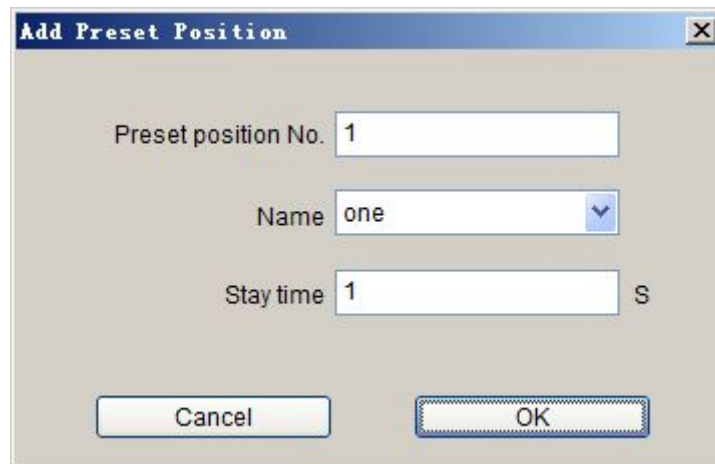 Add Preset Position
Preset position No. 1
Name one
Stay time 1 S
Cancel OK